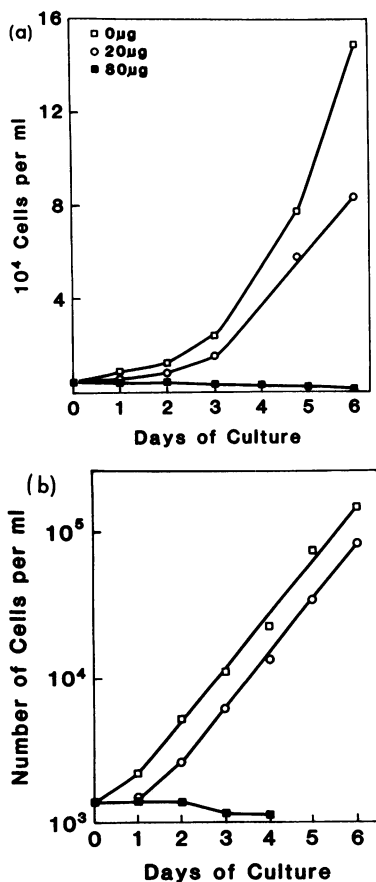 (a)
16
□ 0µg
○ 20µg
■ 80µg
12
8
4
10⁴ Cells per ml
0 1 2 3 4 5 6
Days of Culture
(b)
10⁵
10⁴
10³
Number of Cells per ml
0 1 2 3 4 5 6
Days of Culture